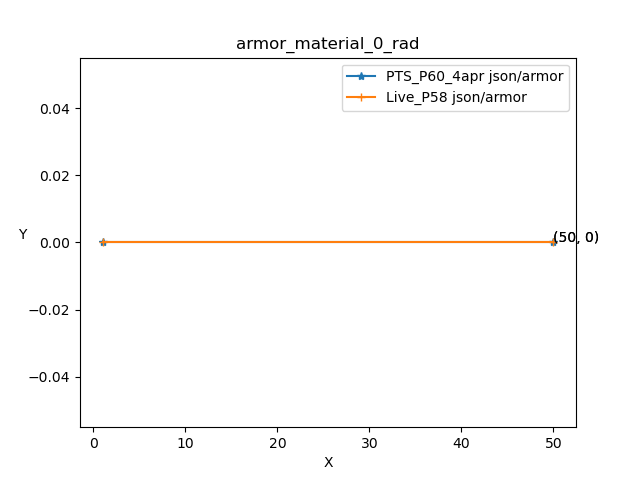 armor_material_0_rad
PTS_P60_4apr json/armor
Live_P58 json/armor
0.04
0.02
0.00
−0.02
−0.04
Y
(50, 0)
0
10
20
30
40
50
X